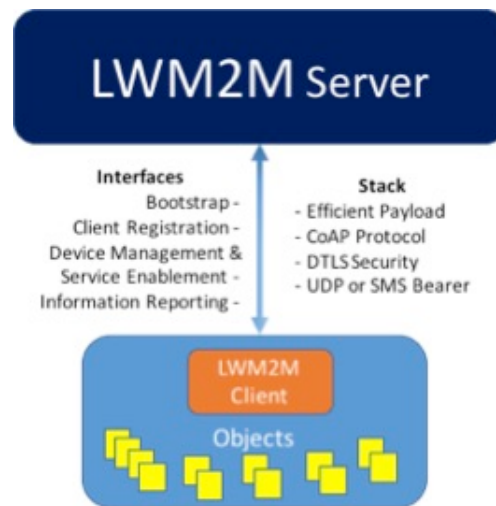 LWM2M Server
Interfaces
Bootstrap -
Client Registration -
Device Management &
Service Enablement -
Information Reporting -
Stack
- Efficient Payload
- CoAP Protocol
- DTLS Security
- UDP or SMS Bearer
LWM2M
Client
Objects